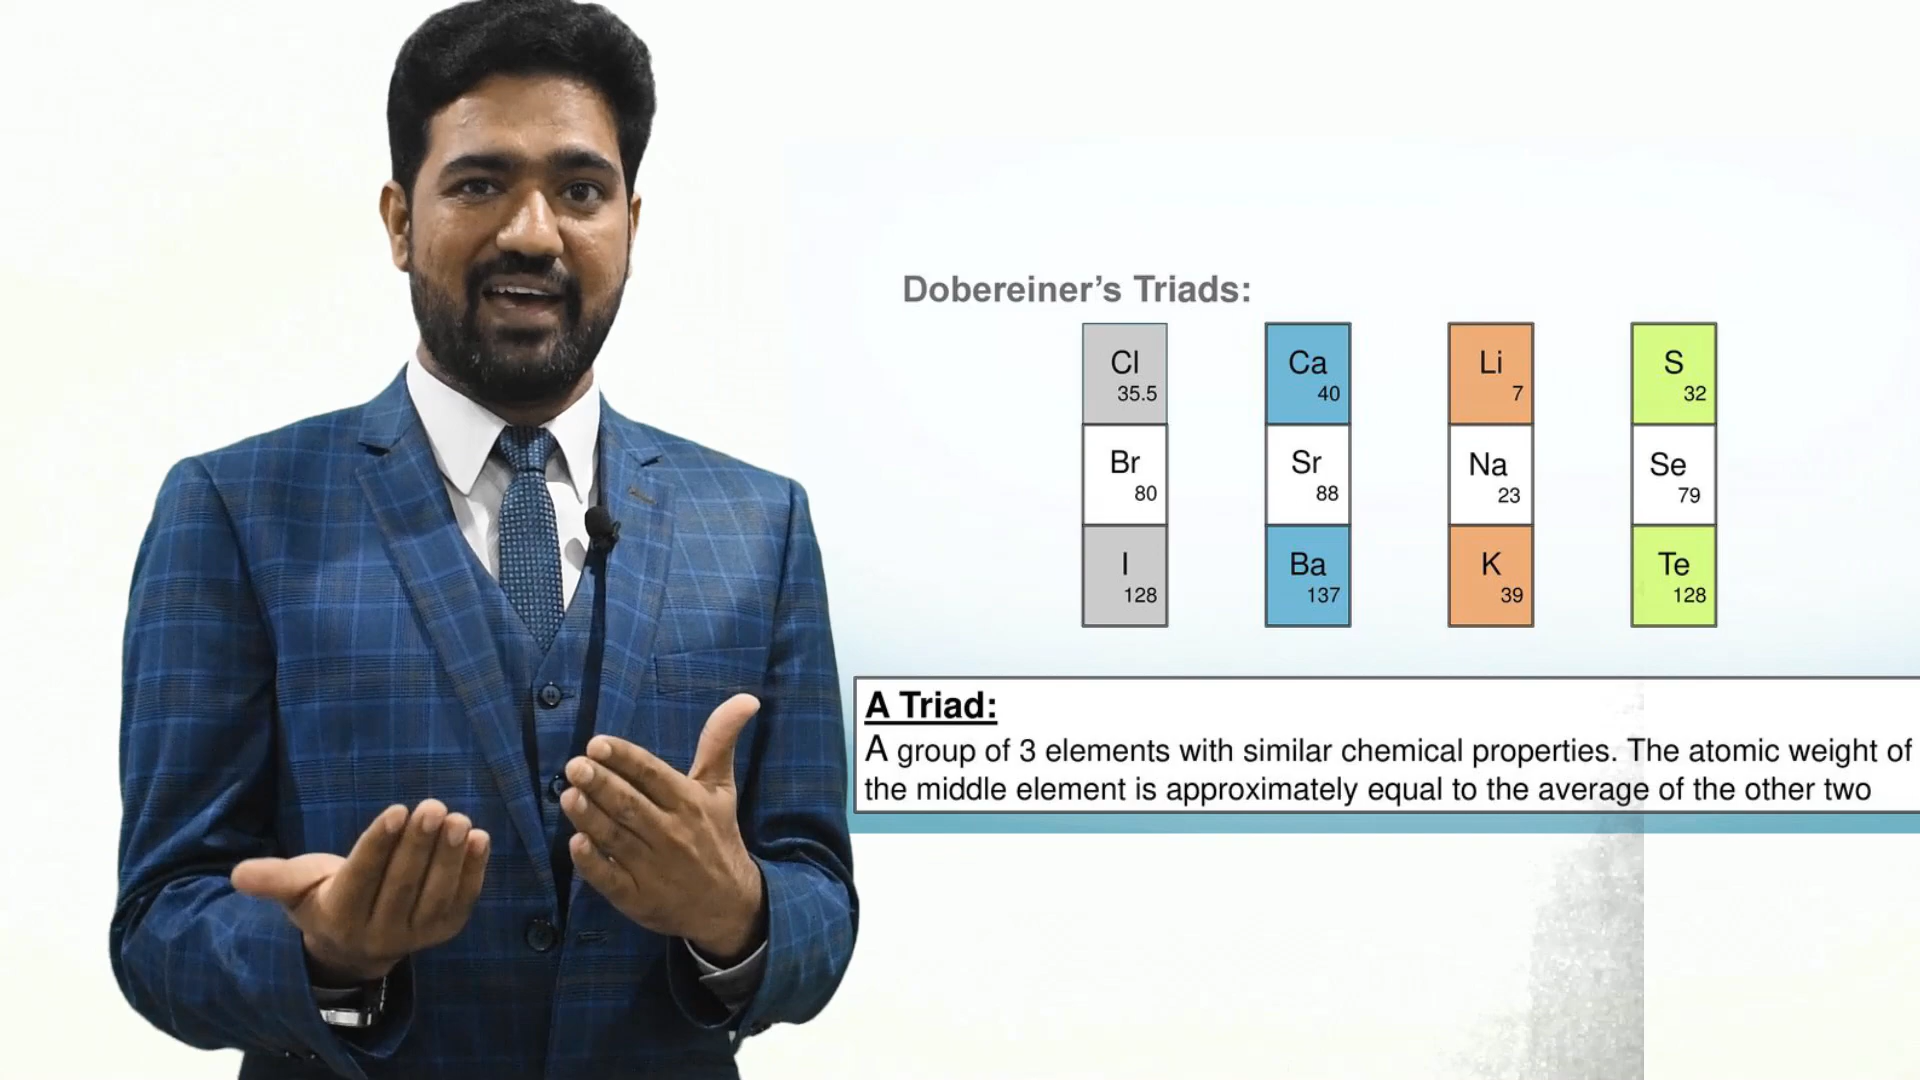 Dobereiner's Triads:
Cl Ca Li S
35.5 40 7 32
Br Sr Na Se
80 88 23 79
I Ba K Te
128 137 39 128
A Triad:
A group of 3 elements with similar chemical properties. The atomic weight of
the middle element is approximately equal to the average of the other two